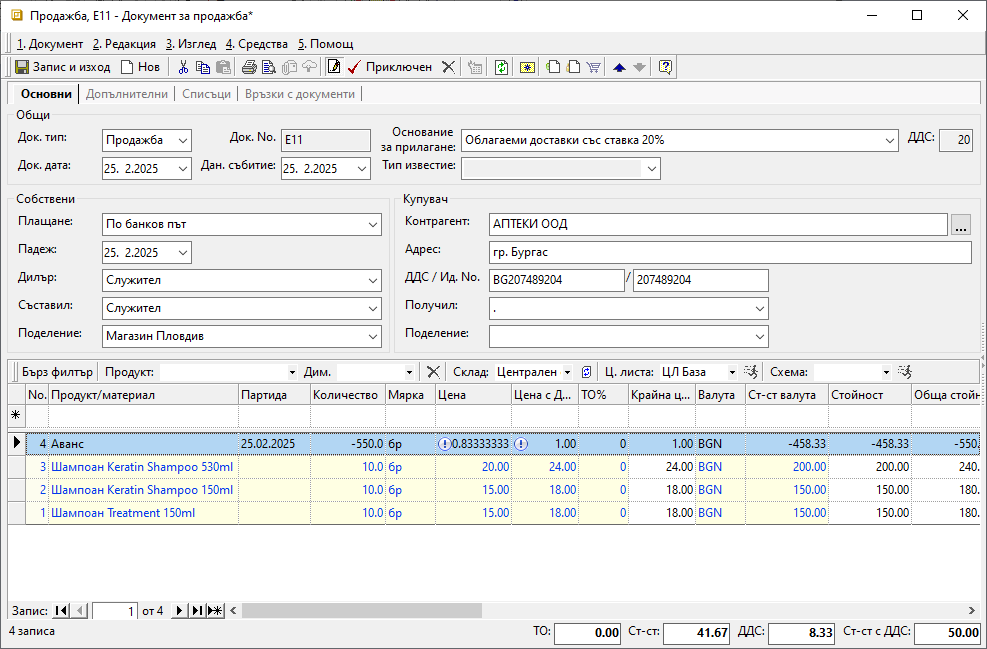 Продажба, E11 - Документ за продажба*
1. Документ 2. Редакция 3. Изглед 4. Средства 5. Помощ
Запис и изход Нов Приключен
Основни Допълнителни Списъци Връзки с документи
Общи
Док. тип: Продажба Док. No. E11 Основание за прилагане: Облагаеми доставки със ставка 20% ДДС: 20
Док. дата: 25. 2.2025 Дан. събитие: 25. 2.2025 Тип известие:
Собствени
Плащане: По банков път
Падеж: 25. 2.2025
Дилър: Служител
Съставил: Служител
Поделение: Магазин Пловдив
Купувач
Контрагент: АПТЕКИ ООД ...
Адрес: гр. Бургас
ДДС / Ид. No. BG207489204 / 207489204
Получил: .
Поделение:
Бърз филтър Продукт: Дим. Склад: Централен Ц. листа: ЦЛ База Схема:
No. Продукт/материал Партида Количество Мярка Цена Цена с Д... ТО% Крайна ц... Валута Ст-ст валута Стойност Обща стойн
4 Аванс 25.02.2025 -550.0 бр 0.83333333 1.00 0 1.00 BGN -458.33 -458.33 -550.
3 Шампоан Keratin Shampoo 530ml 10.0 бр 20.00 24.00 0 24.00 BGN 200.00 200.00 240.
2 Шампоан Keratin Shampoo 150ml 10.0 бр 15.00 18.00 0 18.00 BGN 150.00 150.00 180.
1 Шампоан Treatment 150ml 10.0 бр 15.00 18.00 0 18.00 BGN 150.00 150.00 180.
Запис: 1 от 4
4 записа ТО: 0.00 Ст-ст: 41.67 ДДС: 8.33 Ст-ст с ДДС: 50.00